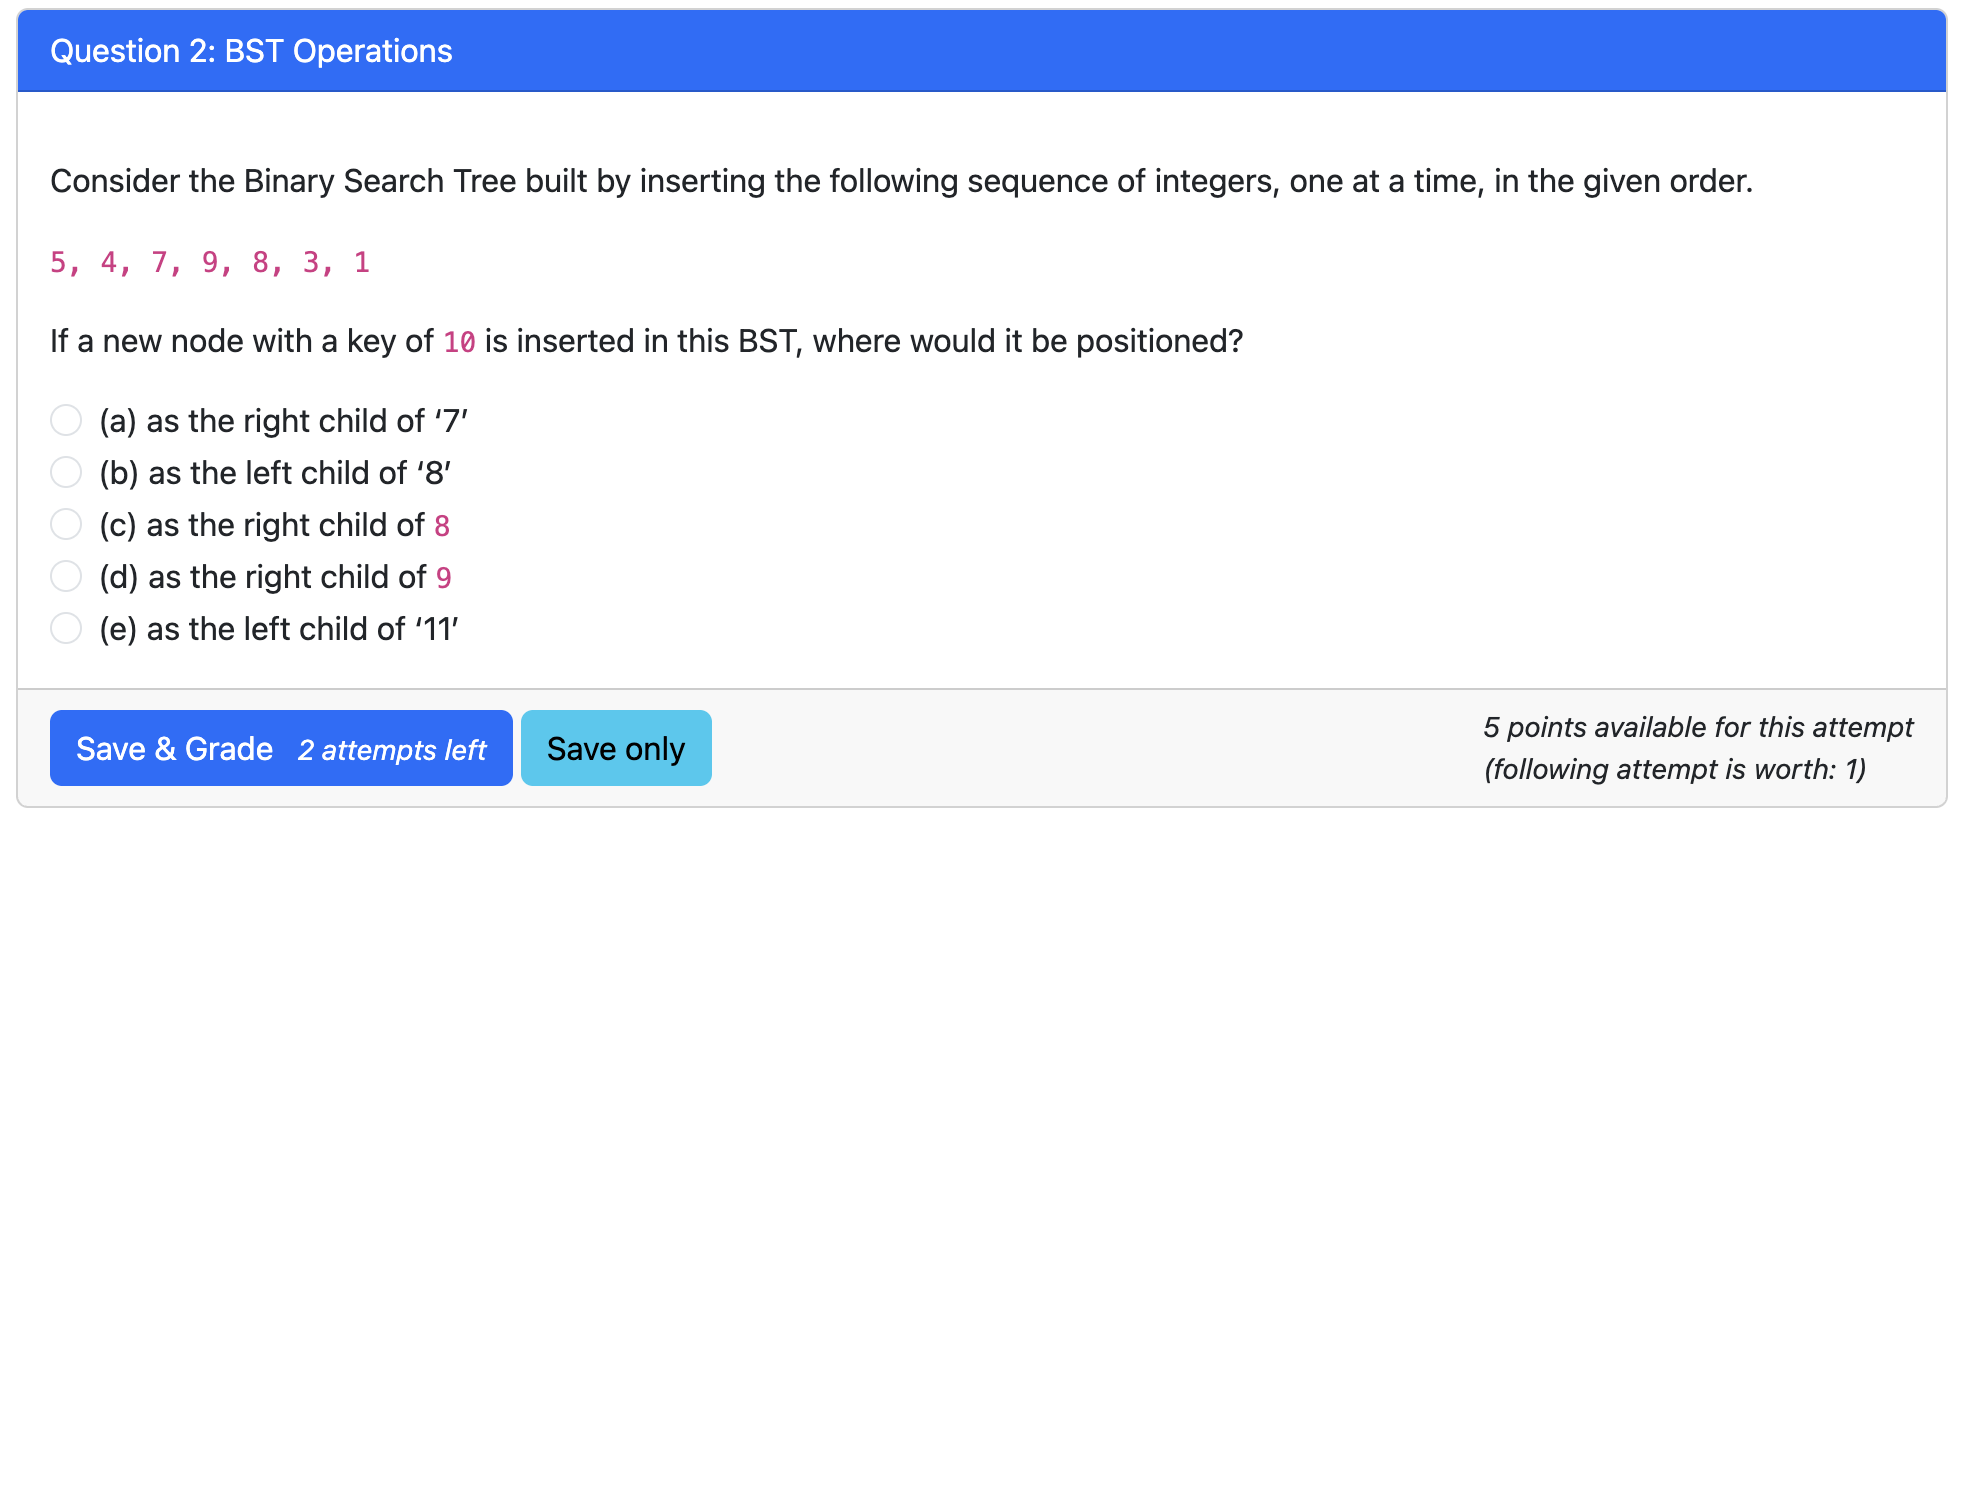 Question 2: BST Operations
Consider the Binary Search Tree built by inserting the following sequence of integers, one at a time, in the given order.
5, 4, 7, 9, 8, 3, 1
If a new node with a key of 10 is inserted in this BST, where would it be positioned?
(a) as the right child of ‘7’
(b) as the left child of ‘8’
(c) as the right child of 8
(d) as the right child of 9
(e) as the left child of ‘11’
Save & Grade 2 attempts left
Save only
5 points available for this attempt
(following attempt is worth: 1)